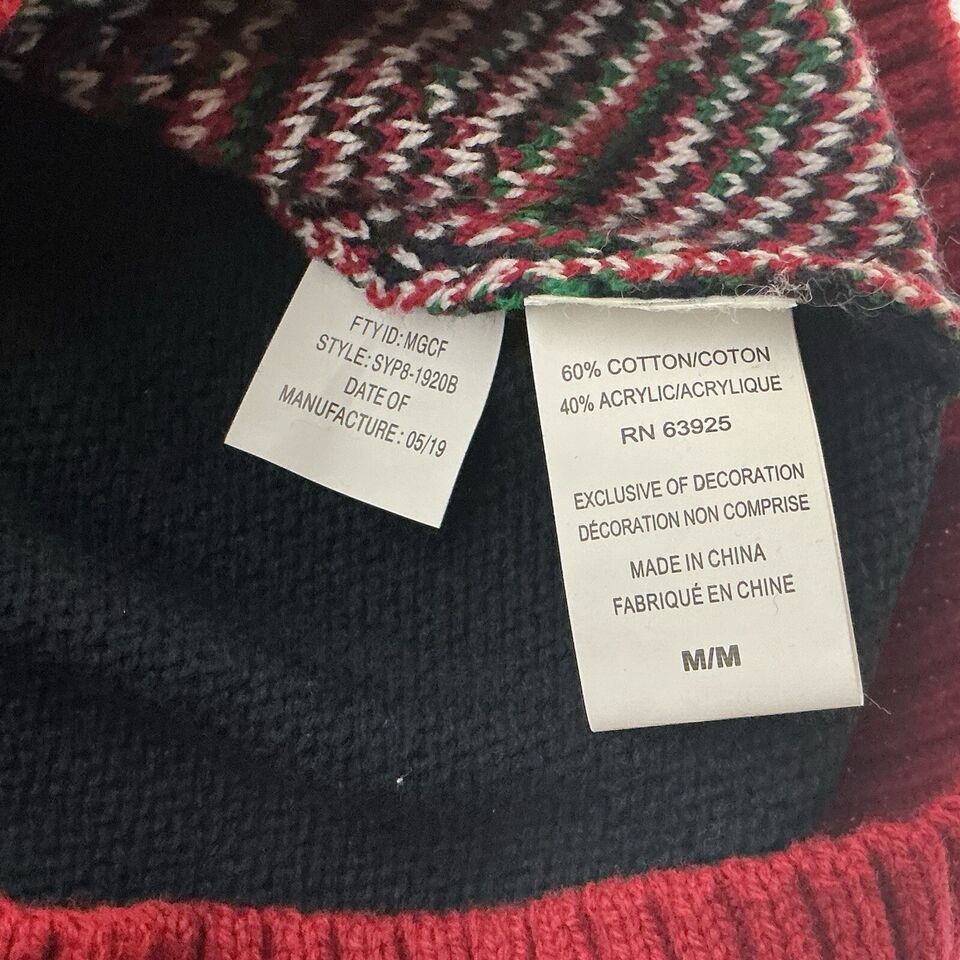 FTY ID: MGCF
STYLE: SYP8-1920B
DATE OF
MANUFACTURE: 05/19
60% COTTON/COTON
40% ACRYLIC/ACRYLIQUE
RN 63925
EXCLUSIVE OF DECORATION
DÉCORATION NON COMPRISE
MADE IN CHINA
FABRIQUÉ EN CHINE
M/M